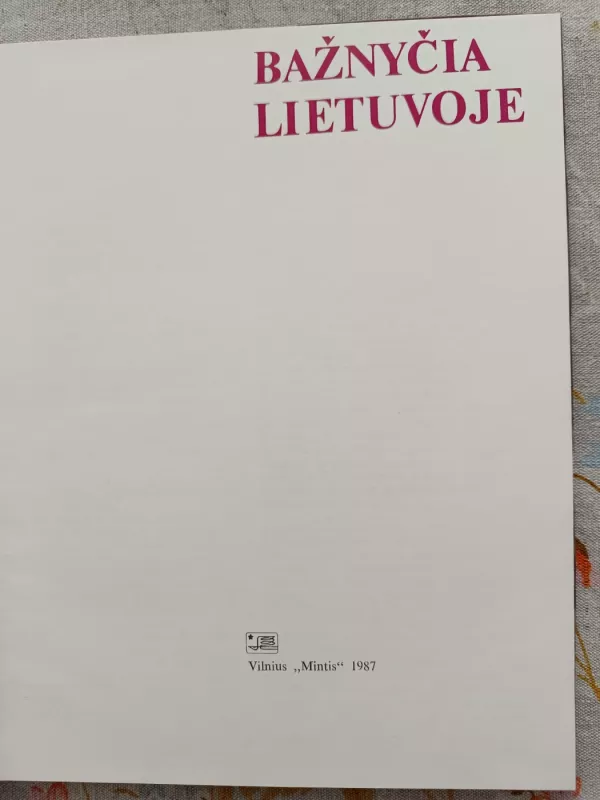 BAŽNYČIA
LIETUVOJE
Vilnius „Mintis“ 1987